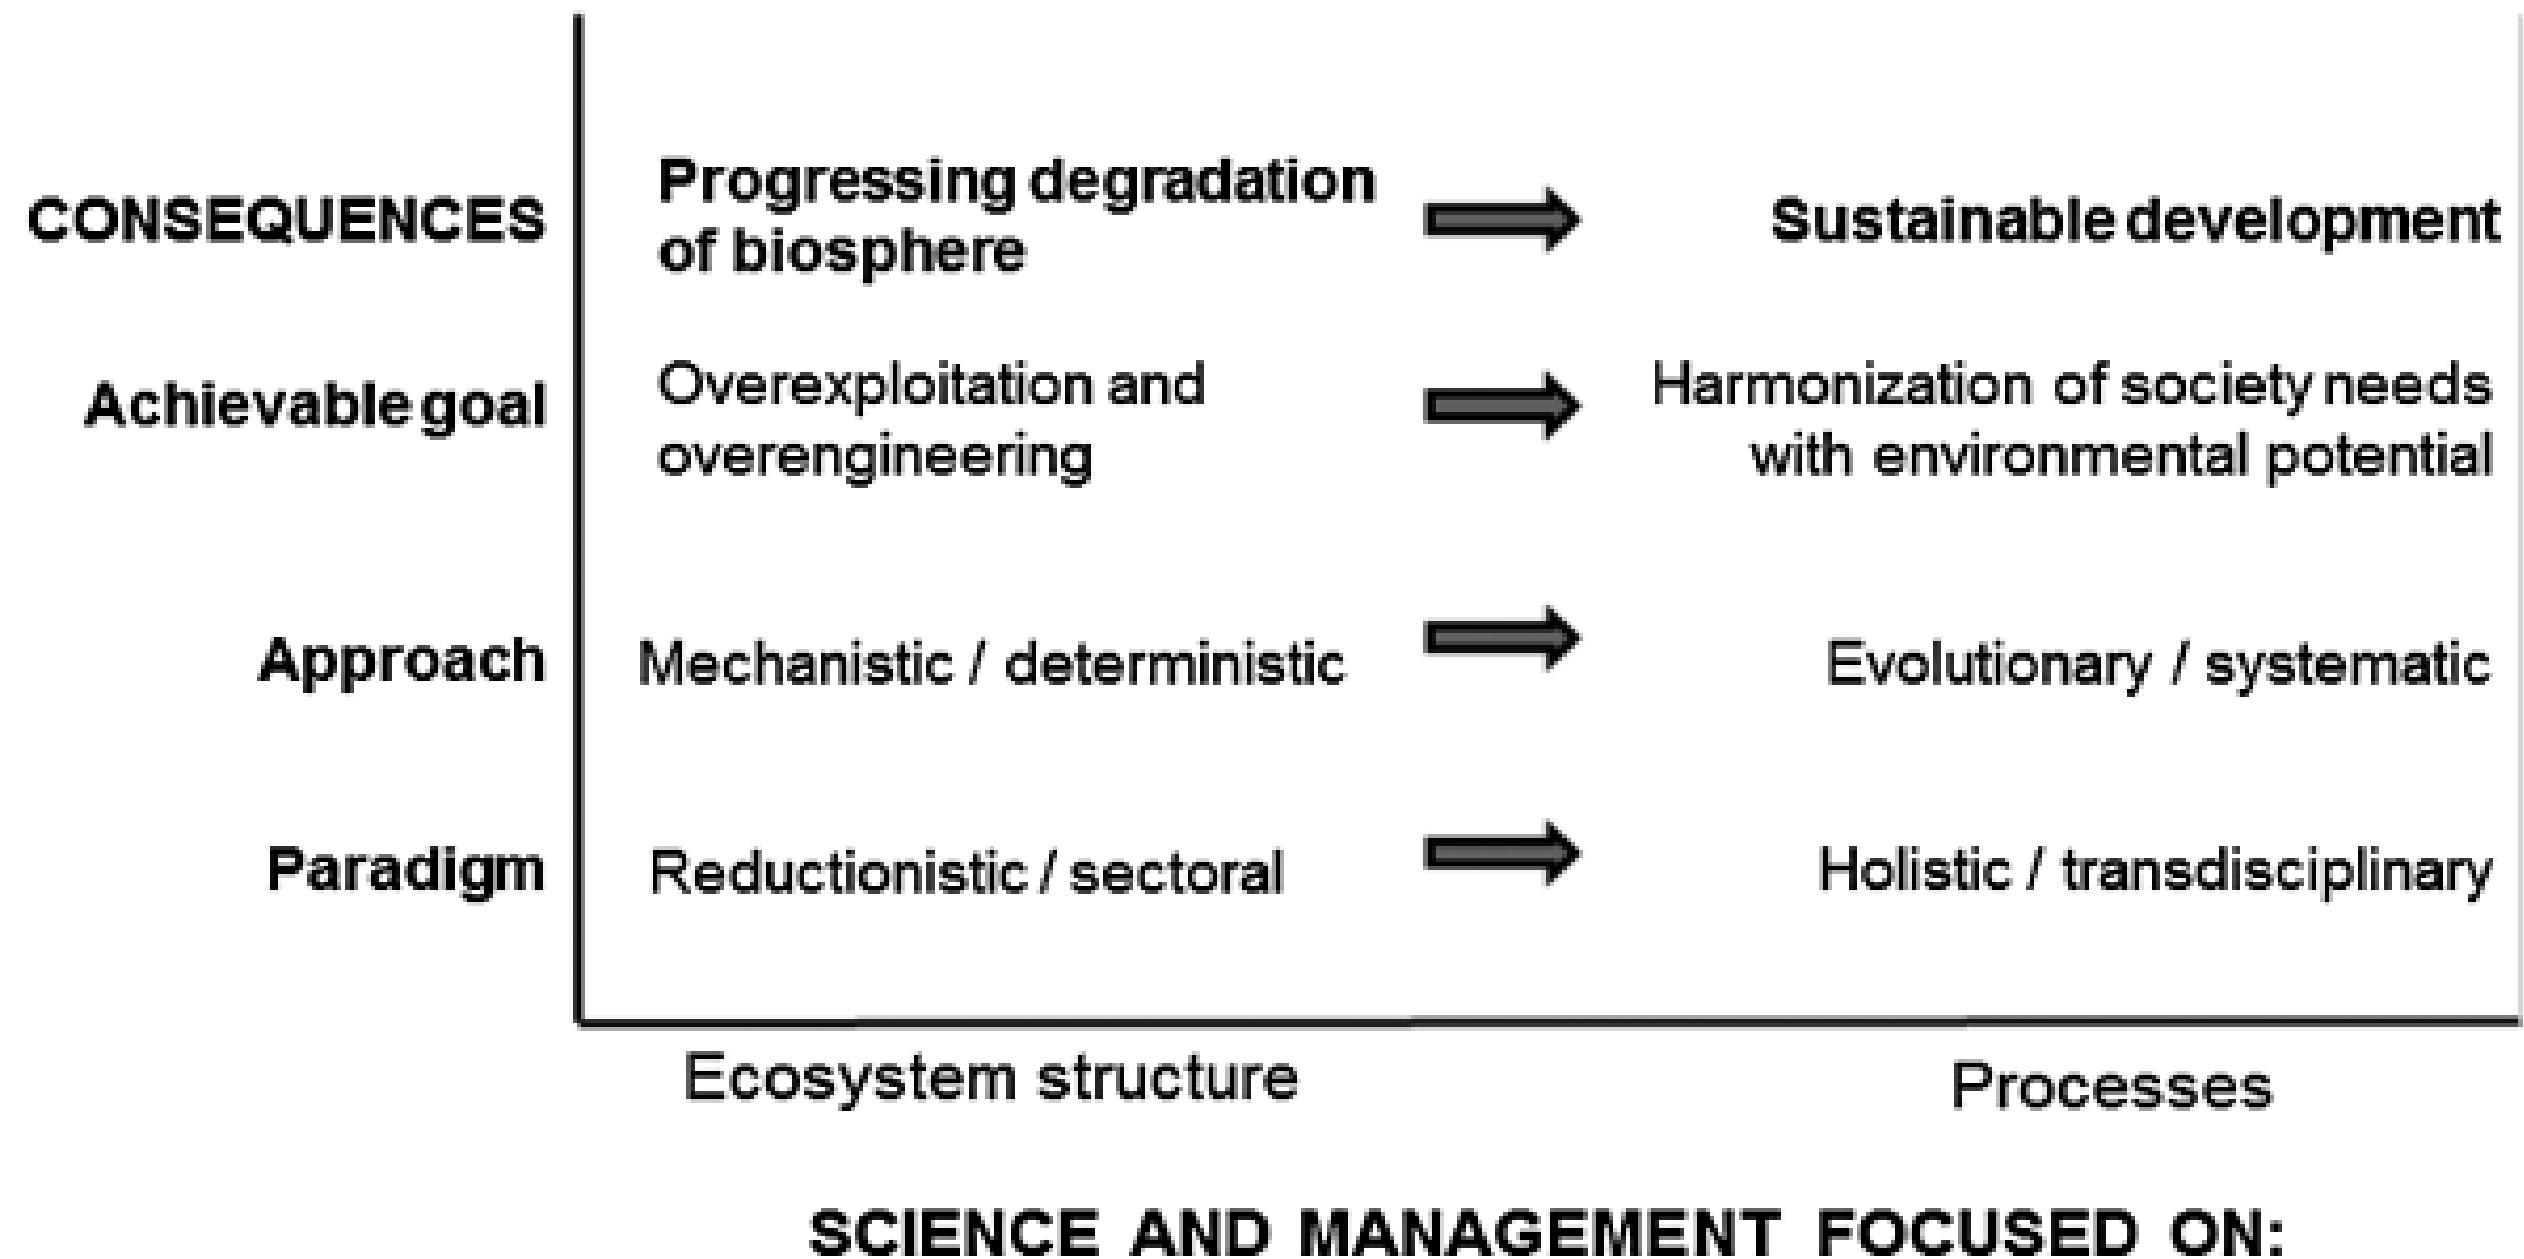 CONSEQUENCES
Progressing degradation
of biosphere
Sustainable development
Achievable goal
Overexploitation and
overengineering
Harmonization of society needs
with environmental potential
Approach
Mechanistic / deterministic
Evolutionary / systematic
Paradigm
Reductionistic / sectoral
Holistic / transdisciplinary
Ecosystem structure
Processes
SCIENCE AND MANAGEMENT FOCUSED ON: